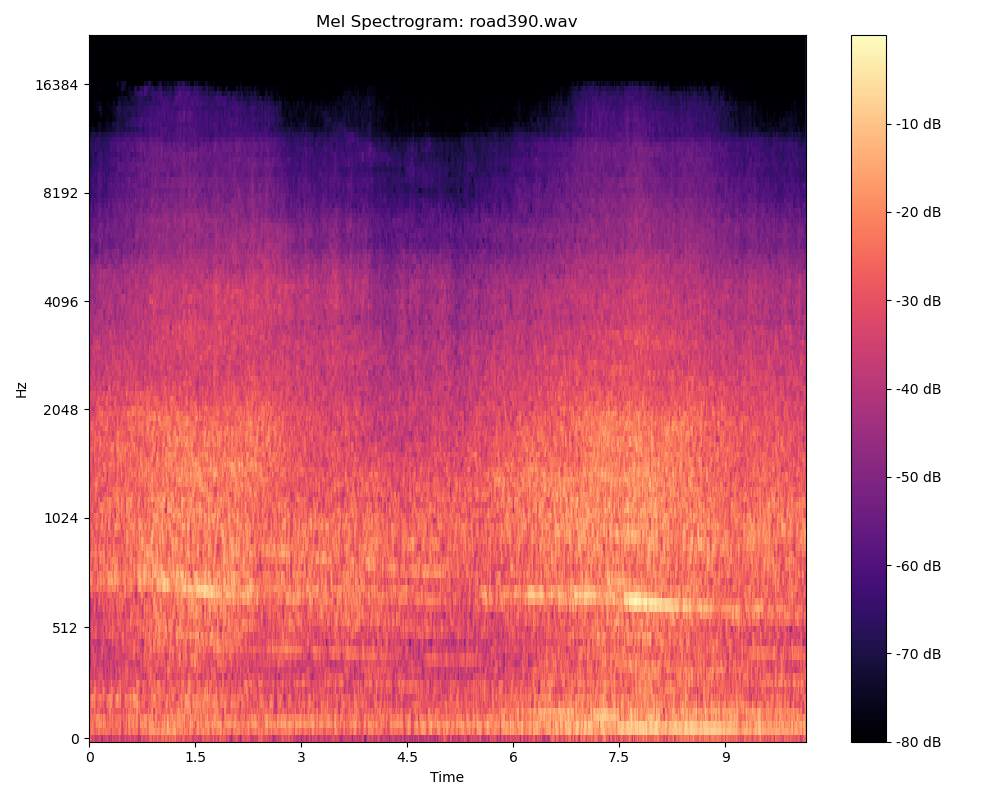 Mel Spectrogram: road390.wav
Hz
16384
8192
4096
2048
1024
512
0
0 1.5 3 4.5 6 7.5 9
Time
-10 dB
-20 dB
-30 dB
-40 dB
-50 dB
-60 dB
-70 dB
-80 dB